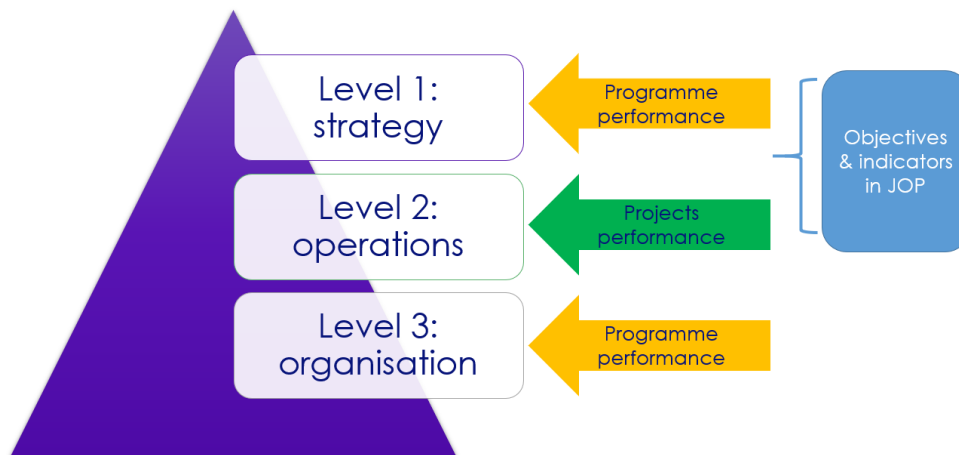 Level 1:
strategy
Programme
performance
Objectives
& indicators
in JOP
Level 2:
operations
Projects
performance
Level 3:
organisation
Programme
performance